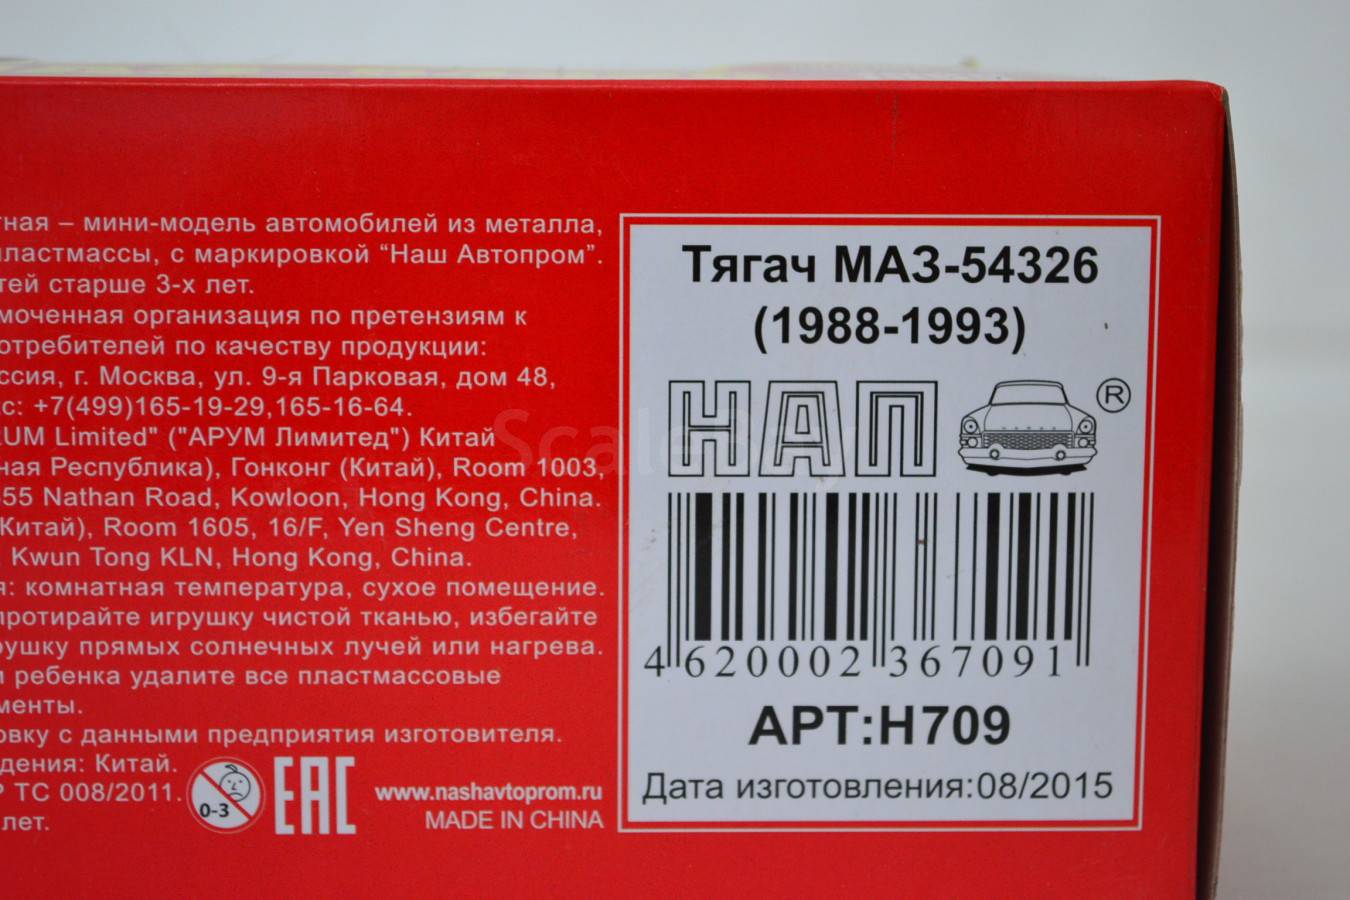 тная – мини-модель автомобилей из металла,
пластмассы, с маркировкой “Наш Автопром”.
тей старше 3-х лет.
моченная организация по претензиям к
отребителей по качеству продукции:
ссия, г. Москва, ул. 9-я Парковая, дом 48,
кс: +7(499)165-19-29,165-16-64.
RUM Limited" ("АРУМ Лимитед") Китай
ная Республика), Гонконг (Китай), Room 1003,
555 Nathan Road, Kowloon, Hong Kong, China.
Китай), Room 1605, 16/F, Yen Sheng Centre,
Kwun Tong KLN, Hong Kong, China.
я: комнатная температура, сухое помещение.
протирайте игрушку чистой тканью, избегайте
рушку прямых солнечных лучей или нагрева.
и ребенка удалите все пластмассовые
менты.
овку с данными предприятия изготовителя.
дения: Китай.
Р ТС 008/2011.
лет.
0-3
EAC
www.nashavtoprom.ru
MADE IN CHINA
Тягач МАЗ-54326
(1988-1993)
НАП ®
4 620002 367091
АРТ:Н709
Дата изготовления:08/2015
ScaleBay